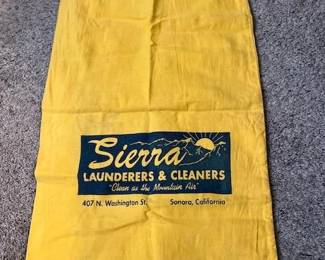 Sierra
LAUNDERERS & CLEANERS
"Clean as the Mountain Air"
407 N. Washington St. Sonora, California